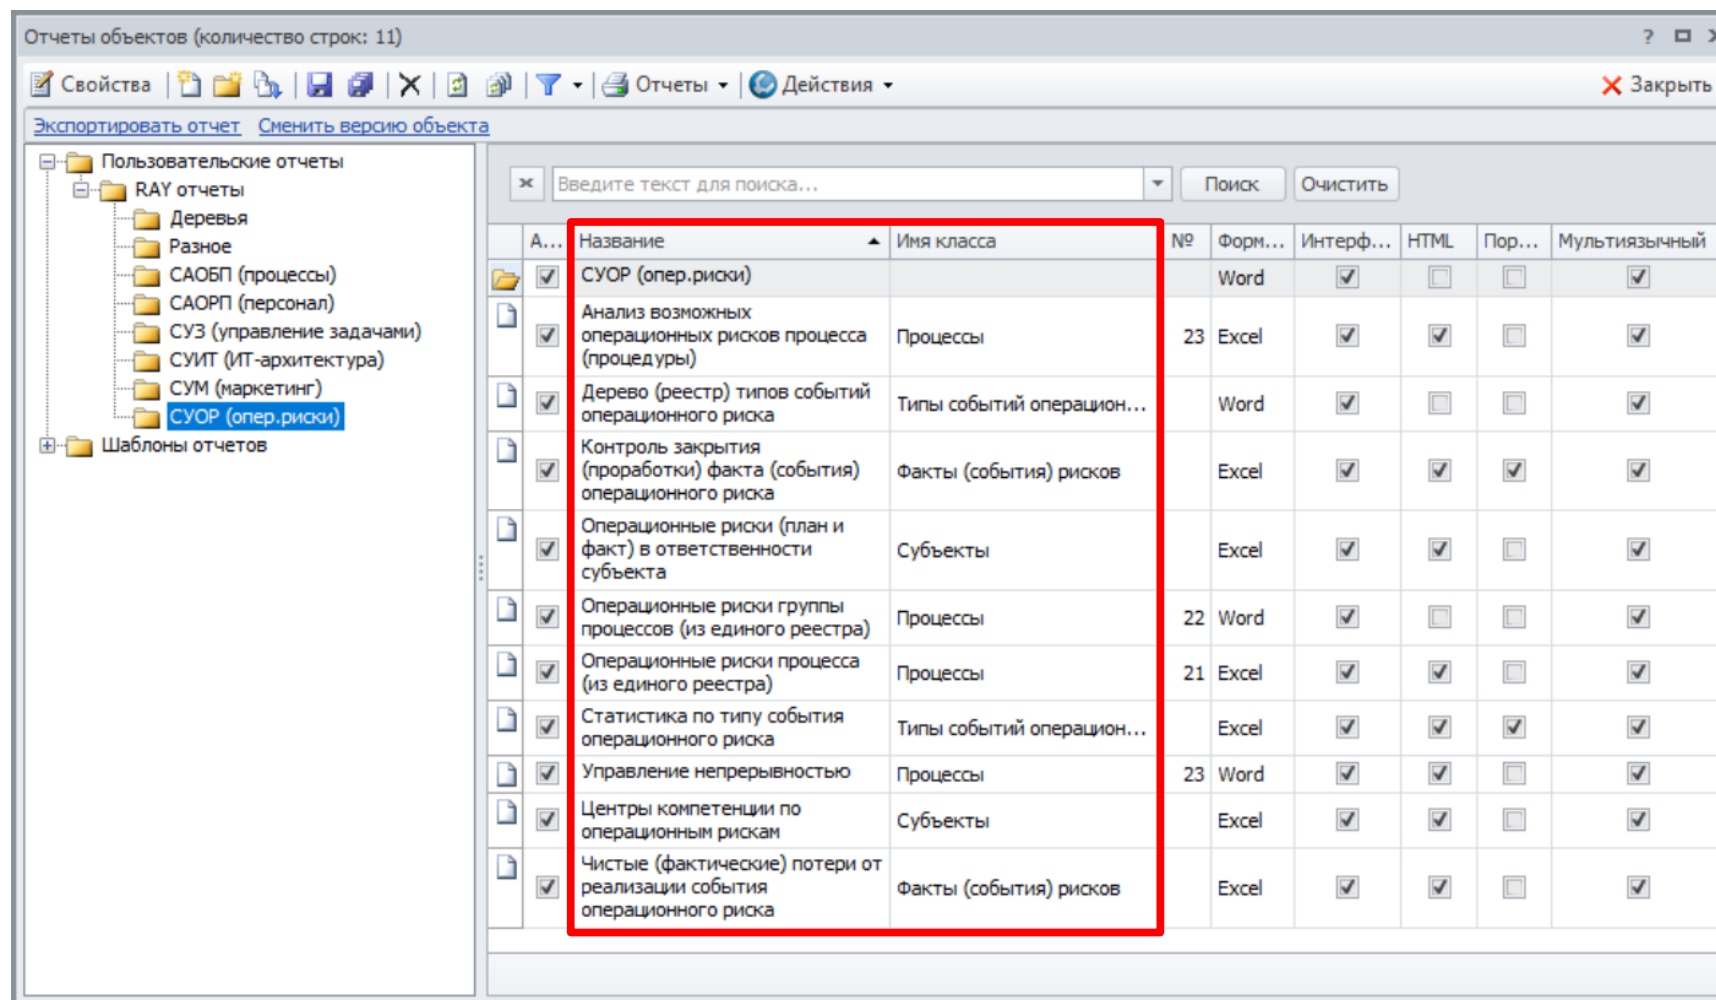 Отчеты объектов (количество строк: 11)
Свойства Отчеты Действия Закрыть
Экспортировать отчет Сменить версию объекта
Пользовательские отчеты
RAY отчеты
Деревья
Разное
САОБП (процессы)
САОРП (персонал)
СУЗ (управление задачами)
СУИТ (ИТ-архитектура)
СУМ (маркетинг)
СУОР (опер.риски)
Шаблоны отчетов
Введите текст для поиска... Поиск Очистить
А... Название Имя класса № Форм... Интерф... HTML Пор... Мультиязычный
СУОР (опер.риски) Word
Анализ возможных
операционных рисков процесса Процессы 23 Excel
(процедуры)
Дерево (реестр) типов событий
операционного риска Типы событий операцион... Word
Контроль закрытия
(проработки) факта (события) Факты (события) рисков Excel
операционного риска
Операционные риски (план и
факт) в ответственности Субъекты Excel
субъекта
Операционные риски группы
процессов (из единого реестра) Процессы 22 Word
Операционные риски процесса
(из единого реестра) Процессы 21 Excel
Статистика по типу события
операционного риска Типы событий операцион... Excel
Управление непрерывностью Процессы 23 Word
Центры компетенции по
операционным рискам Субъекты Excel
Чистые (фактические) потери от
реализации события Факты (события) рисков Excel
операционного риска